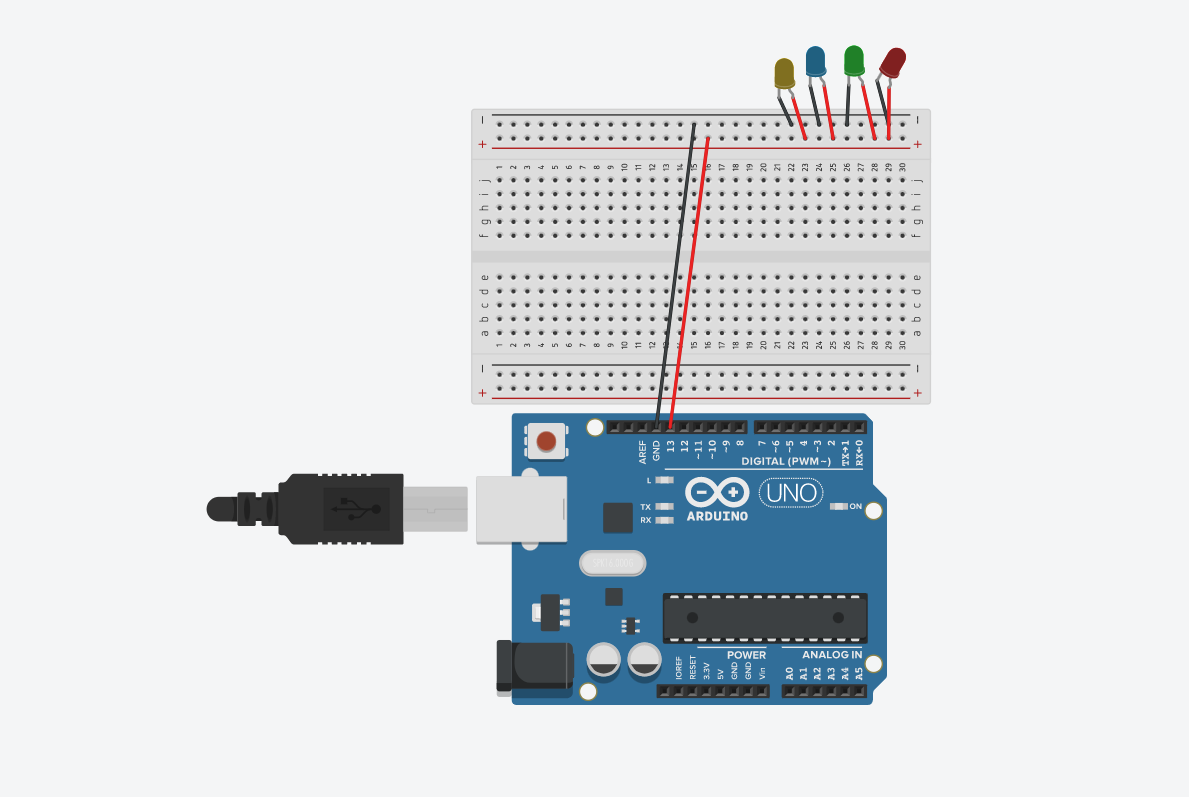 − −
+ +
1 2 3 4 5 6 7 8 9 10 11 12 13 14 15 16 17 18 19 20 21 22 23 24 25 26 27 28 29 30
j j
i i
h h
g g
f f
e e
d d
c c
b b
a a
1 2 3 4 5 6 7 8 9 10 11 12 13 15 16 17 18 19 20 21 22 23 24 25 26 27 28 29 30
− −
+ +
AREF GND 13 12 ~11 ~10 ~9 8 7 ~6 ~5 4 ~3 2 TX→1 RX←0
DIGITAL (PWM~)
L
TX
RX
ARDUINO
UNO
ON
POWER
ANALOG IN
IOREF RESET 3.3V 5V GND GND Vin A0 A1 A2 A3 A4 A5